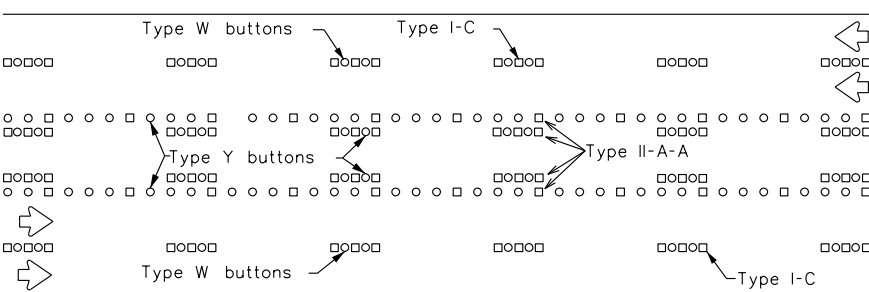 Type W buttons
Type I-C
Type Y buttons
Type II-A-A
Type W buttons
Type I-C